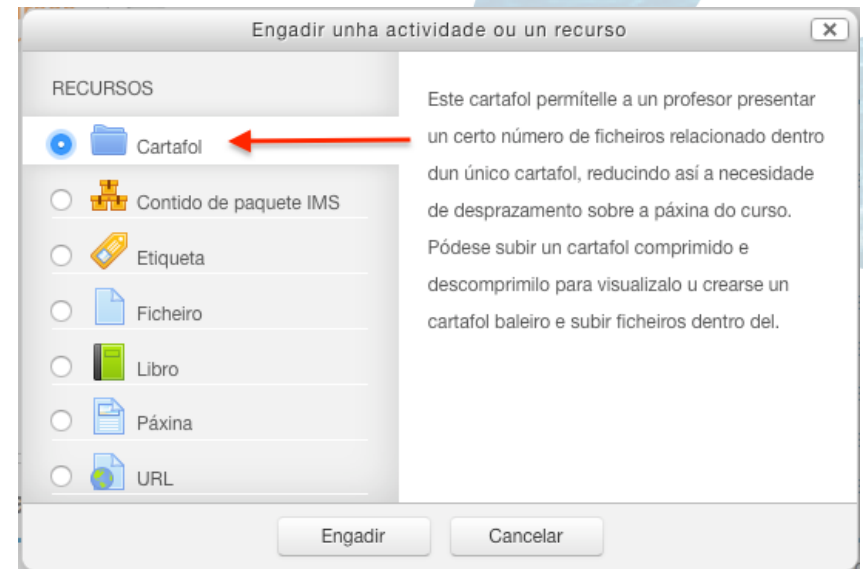 Engadir unha actividade ou un recurso
RECURSOS
Cartafol
Contido de paquete IMS
Etiqueta
Ficheiro
Libro
Páxina
URL
Este cartafol permítelle a un profesor presentar
un certo número de ficheiros relacionado dentro
dun único cartafol, reducindo así a necesidade
de desprazamento sobre a páxina do curso.
Pódese subir un cartafol comprimido e
descomprimilo para visualizalo u crearse un
cartafol baleiro e subir ficheiros dentro del.
Engadir
Cancelar